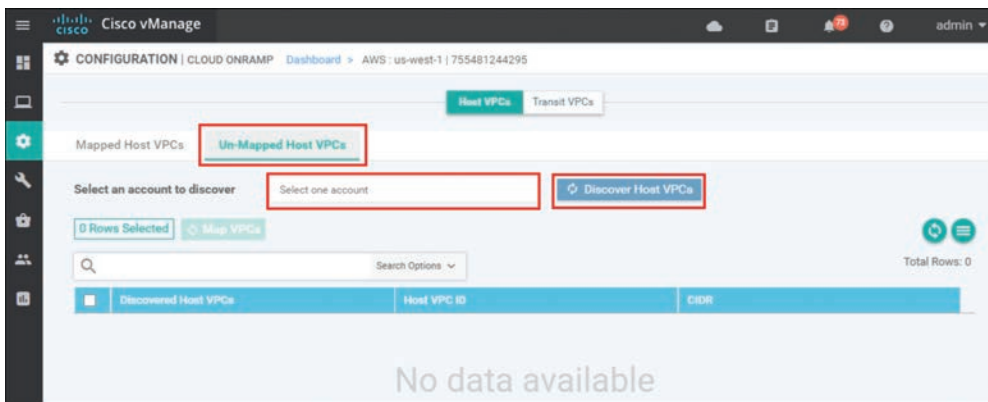 cisco Cisco vManage
73
admin
CONFIGURATION | CLOUD ONRAMP Dashboard > AWS : us-west-1 | 755481244295
Host VPCs Transit VPCs
Mapped Host VPCs Un-Mapped Host VPCs
Select an account to discover Select one account Discover Host VPCs
0 Rows Selected Map VPCs
Search Options Total Rows: 0
Discovered Host VPCs Host VPC ID CIDR
No data available